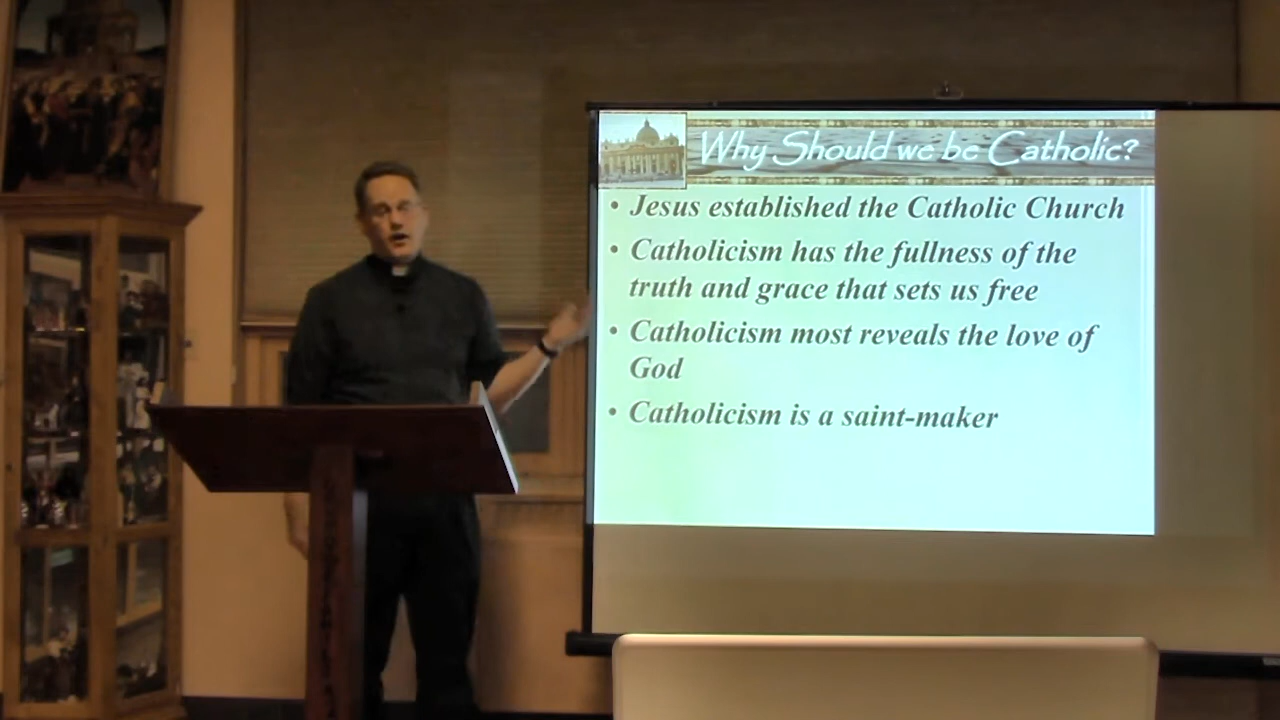 Why Should we be Catholic?
• Jesus established the Catholic Church
• Catholicism has the fullness of the
truth and grace that sets us free
• Catholicism most reveals the love of
God
• Catholicism is a saint-maker